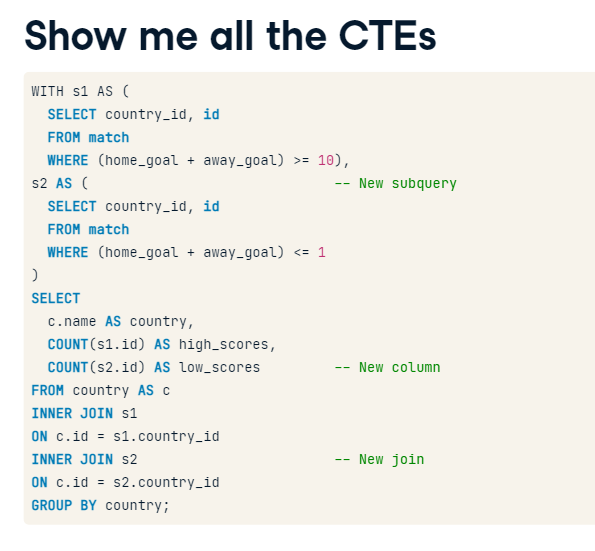 Show me all the CTEs
WITH s1 AS (
  SELECT country_id, id
  FROM match
  WHERE (home_goal + away_goal) >= 10),
s2 AS (                              -- New subquery
  SELECT country_id, id
  FROM match
  WHERE (home_goal + away_goal) <= 1
)
SELECT
  c.name AS country,
  COUNT(s1.id) AS high_scores,
  COUNT(s2.id) AS low_scores         -- New column
FROM country AS c
INNER JOIN s1
ON c.id = s1.country_id
INNER JOIN s2                        -- New join
ON c.id = s2.country_id
GROUP BY country;